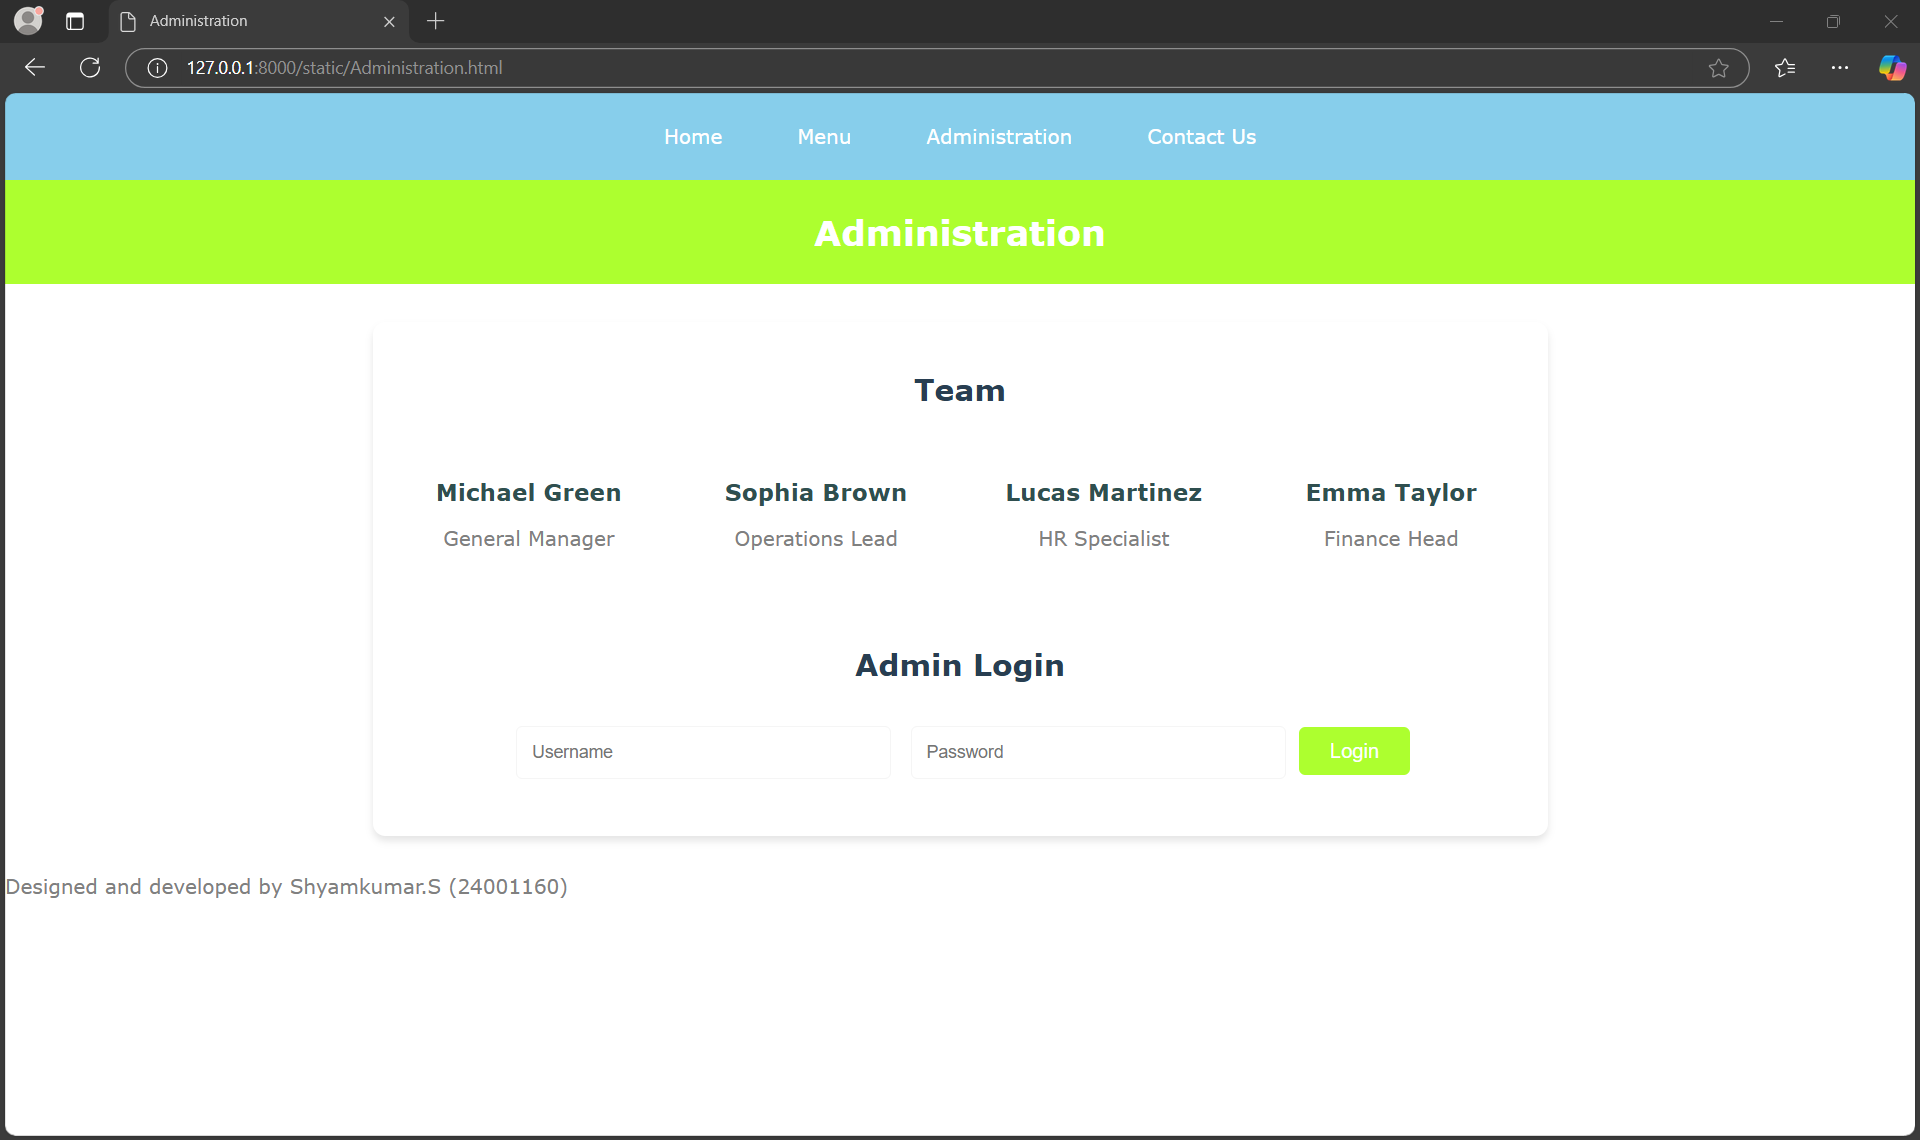 Administration
127.0.0.1:8000/static/Administration.html
Home Menu Administration Contact Us
Administration
Team
Michael Green Sophia Brown Lucas Martinez Emma Taylor
General Manager Operations Lead HR Specialist Finance Head
Admin Login
Username Password Login
Designed and developed by Shyamkumar.S (24001160)